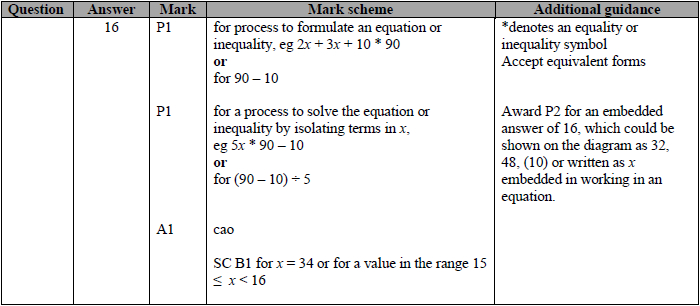 Question Answer Mark Mark scheme Additional guidance
16 P1 for process to formulate an equation or *denotes an equality or
inequality, eg 2x + 3x + 10 * 90 inequality symbol
or Accept equivalent forms
for 90 – 10
P1 for a process to solve the equation or Award P2 for an embedded
inequality by isolating terms in x, answer of 16, which could be
eg 5x * 90 – 10 shown on the diagram as 32,
or 48, (10) or written as x
for (90 – 10) ÷ 5 embedded in working in an
equation.
A1 cao
SC B1 for x = 34 or for a value in the range 15
≤ x < 16